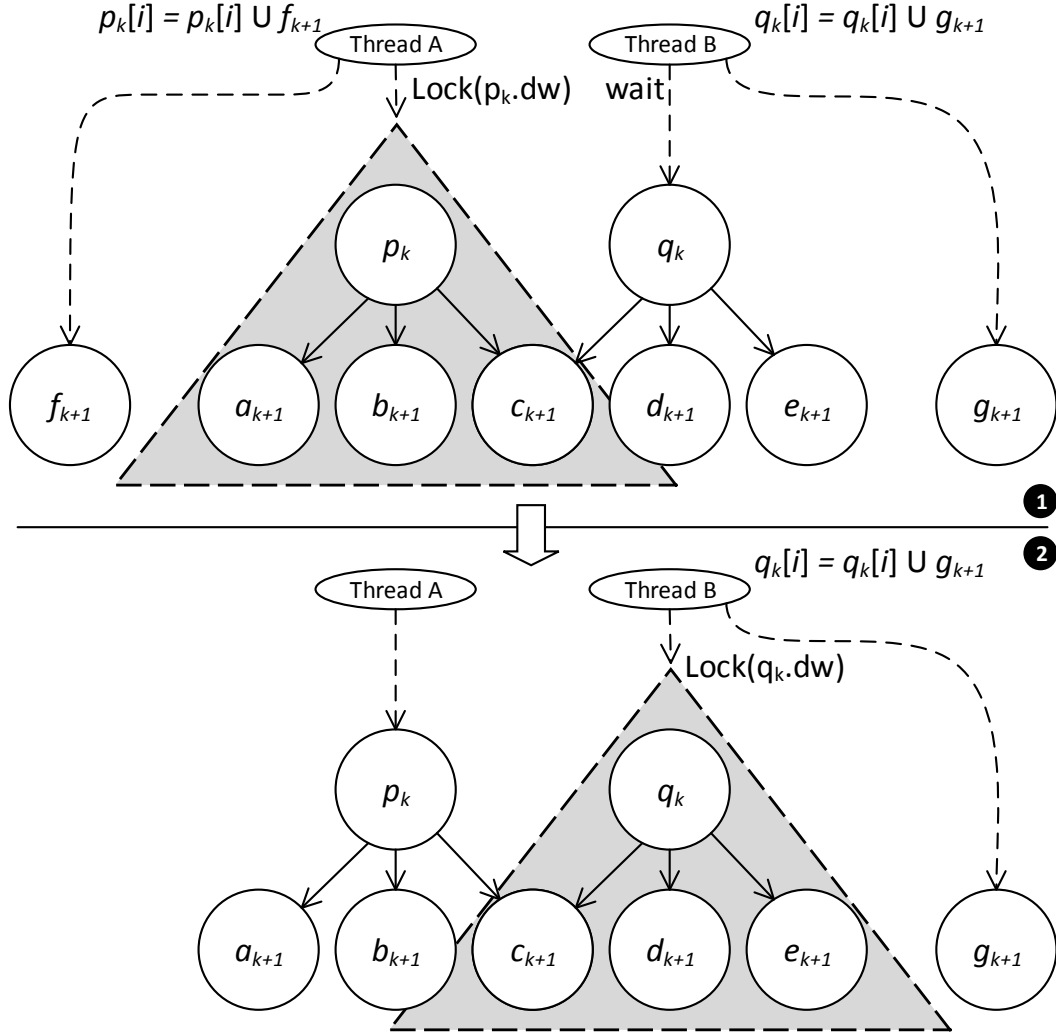 pₖ[i] = pₖ[i] ∪ fₖ₊₁
qₖ[i] = qₖ[i] ∪ gₖ₊₁
Thread A
Thread B
Lock(pₖ.dw)
wait
pₖ
qₖ
fₖ₊₁
aₖ₊₁
bₖ₊₁
cₖ₊₁
dₖ₊₁
eₖ₊₁
gₖ₊₁
1
2
qₖ[i] = qₖ[i] ∪ gₖ₊₁
Thread A
Thread B
Lock(qₖ.dw)
pₖ
qₖ
aₖ₊₁
bₖ₊₁
cₖ₊₁
dₖ₊₁
eₖ₊₁
gₖ₊₁